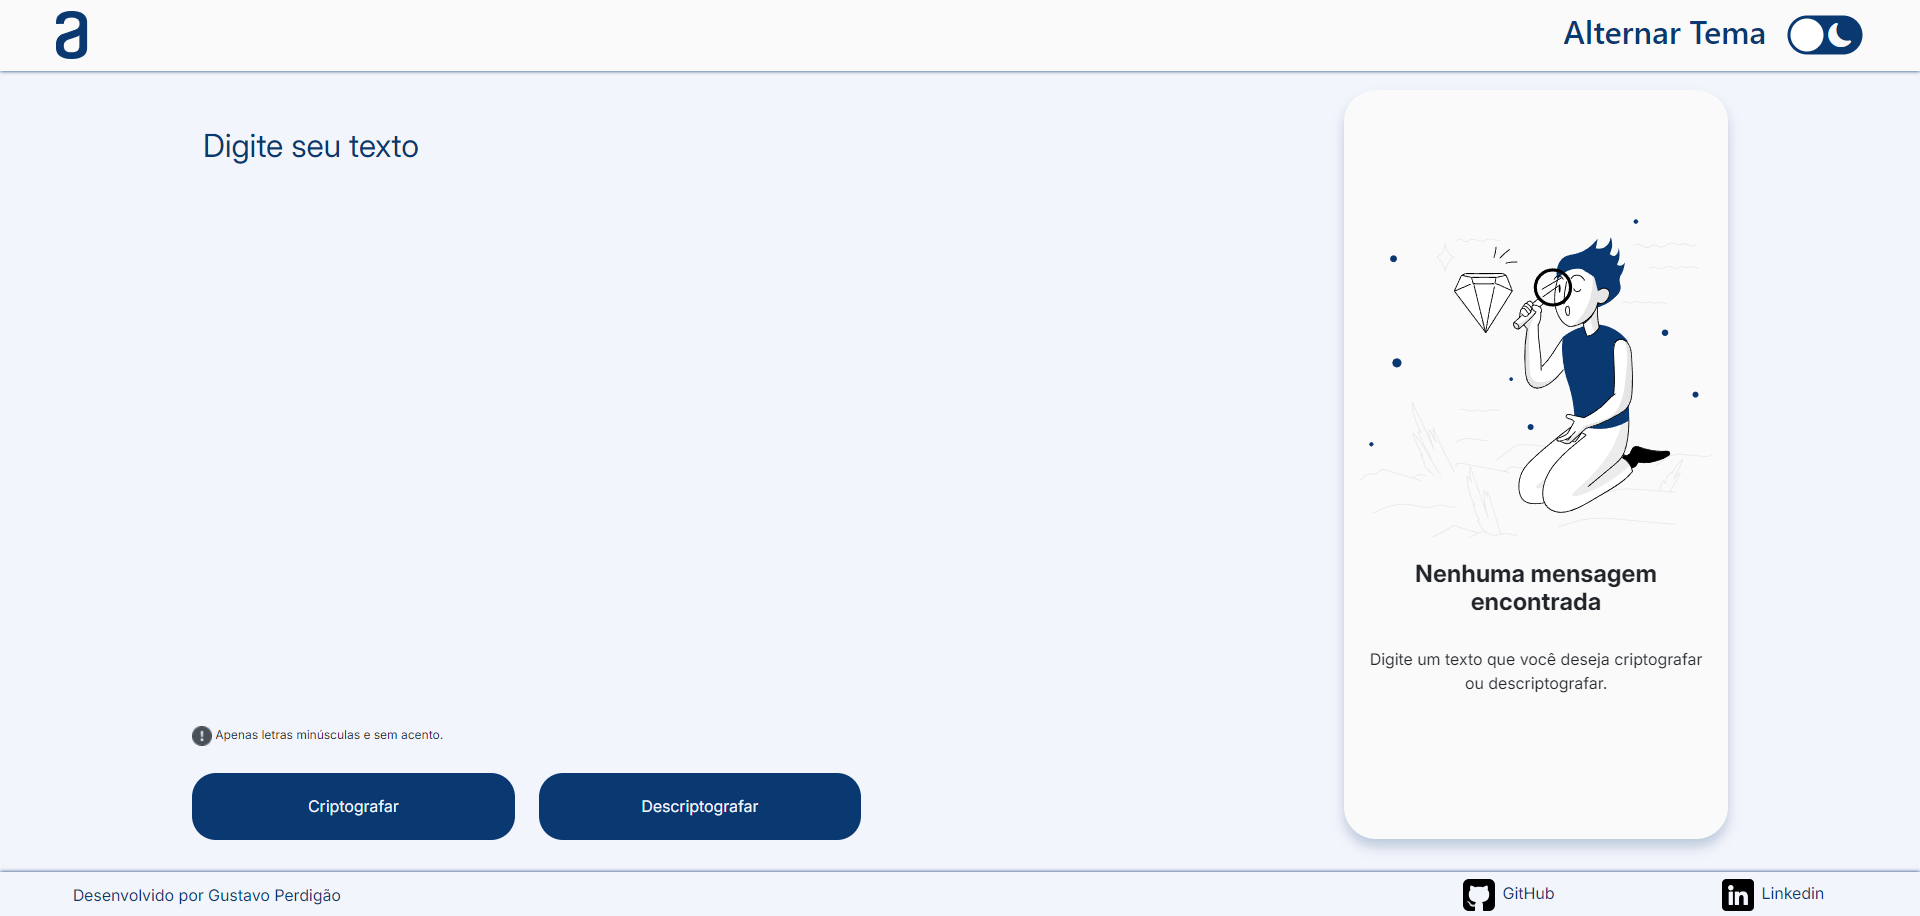 a
Alternar Tema
Digite seu texto
Nenhuma mensagem
encontrada
Digite um texto que você deseja criptografar
ou descriptografar.
! Apenas letras minúsculas e sem acento.
Criptografar
Descriptografar
Desenvolvido por Gustavo Perdigão
GitHub
in Linkedin